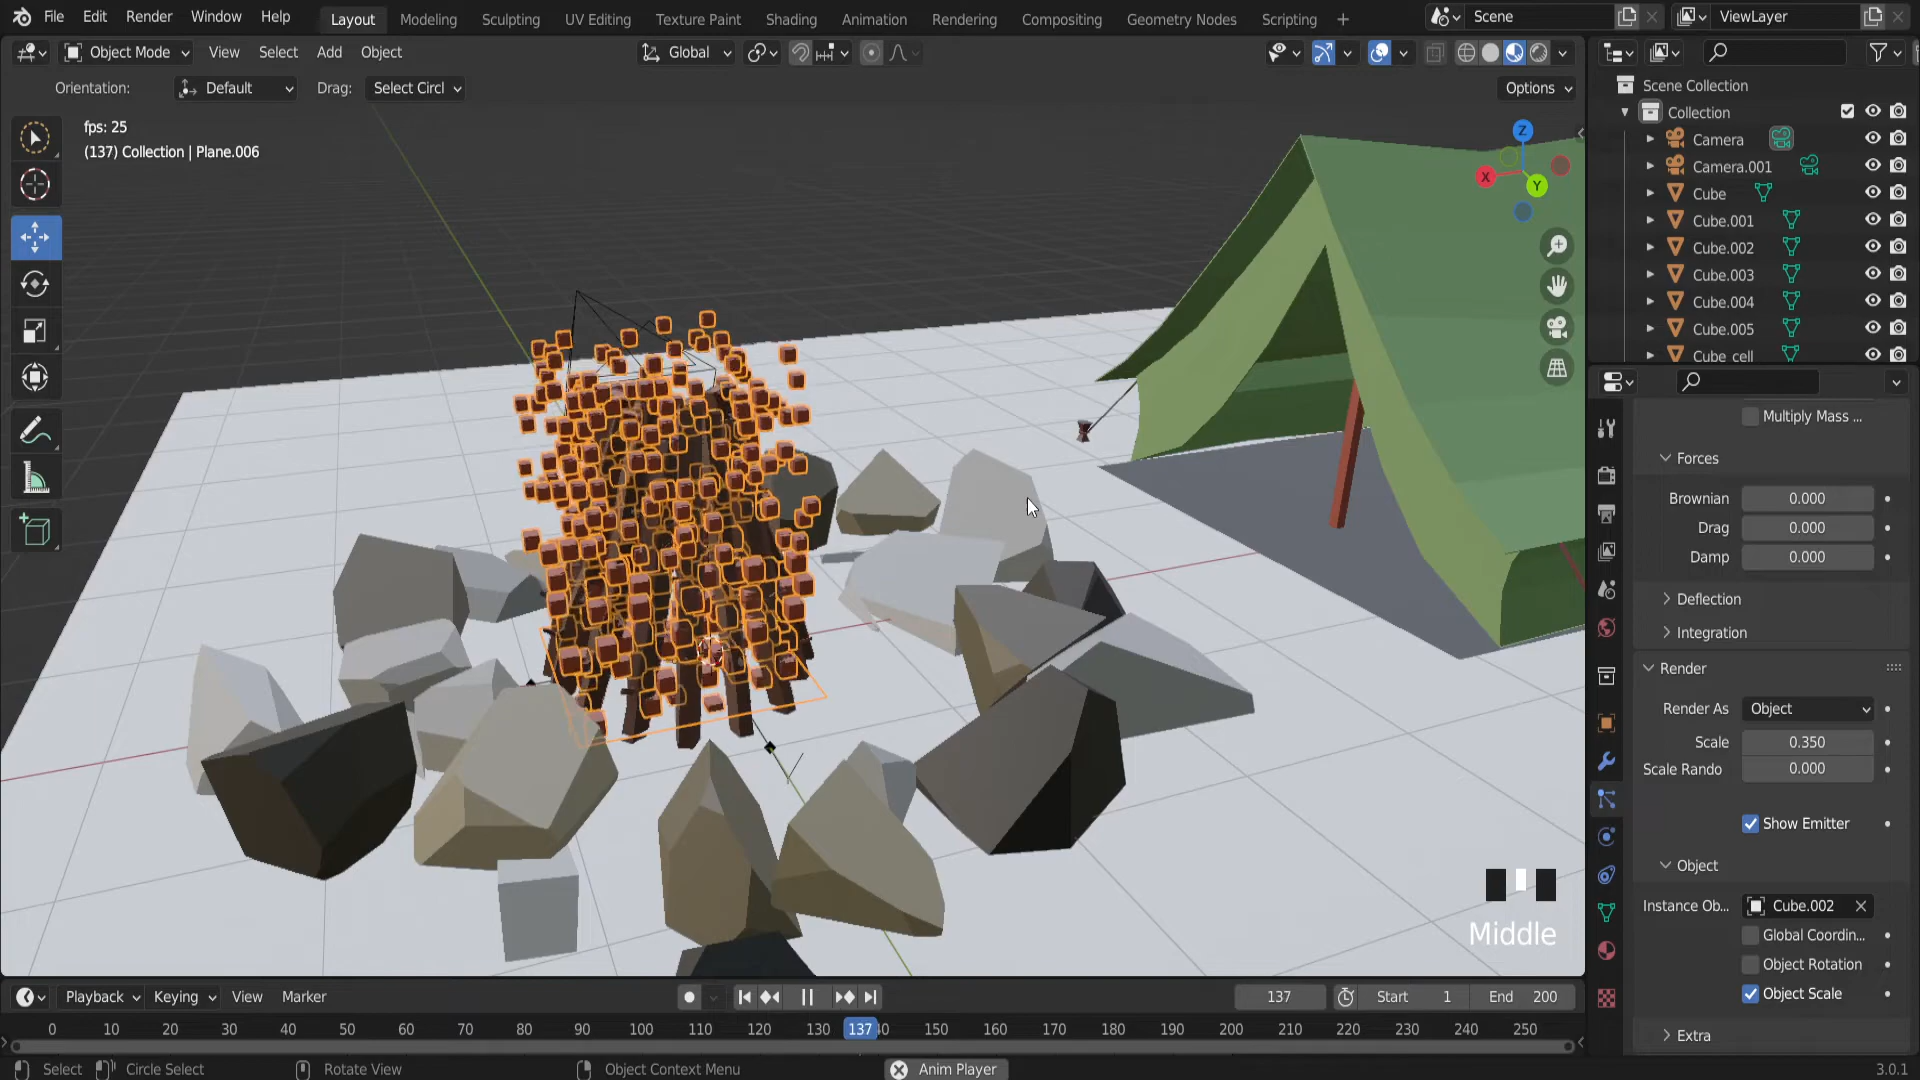 File Edit Render Window Help Layout Modeling Sculpting UV Editing Texture Paint Shading Animation Rendering Compositing Geometry Nodes Scripting + Scene ViewLayer
Object Mode View Select Add Object Global
Orientation: Default Drag: Select Circl Options
fps: 25
(137) Collection | Plane.006
Z
X
Y
Middle
Scene Collection
Collection
Camera
Camera.001
Cube
Cube.001
Cube.002
Cube.003
Cube.004
Cube.005
Cube cell
Multiply Mass ...
Forces
Brownian 0.000
Drag 0.000
Damp 0.000
Deflection
Integration
Render
Render As Object
Scale 0.350
Scale Rando 0.000
Show Emitter
Object
Instance Ob... Cube.002
Global Coordin...
Object Rotation
Object Scale
Extra
Playback Keying View Marker 137 Start 1 End 200
0 10 20 30 40 50 60 70 80 90 100 110 120 130 137 40 150 160 170 180 190 200 210 220 230 240 250
Select Circle Select Rotate View Object Context Menu Anim Player 3.0.1